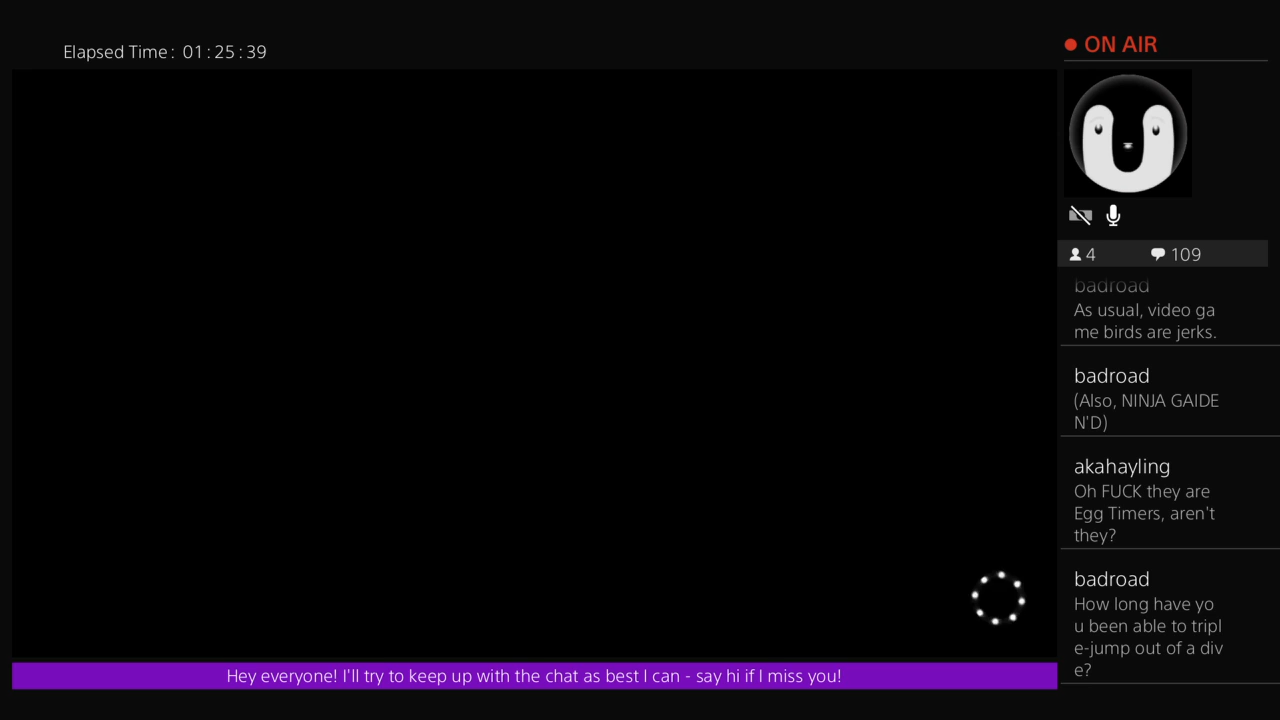 Elapsed Time: 01:25:39
ON AIR
4 109
badroad
As usual, video ga
me birds are jerks.
badroad
(Also, NINJA GAIDE
N'D)
akahayling
Oh FUCK they are
Egg Timers, aren't
they?
badroad
How long have yo
u been able to tripl
e-jump out of a div
e?
Hey everyone! I'll try to keep up with the chat as best I can - say hi if I miss you!